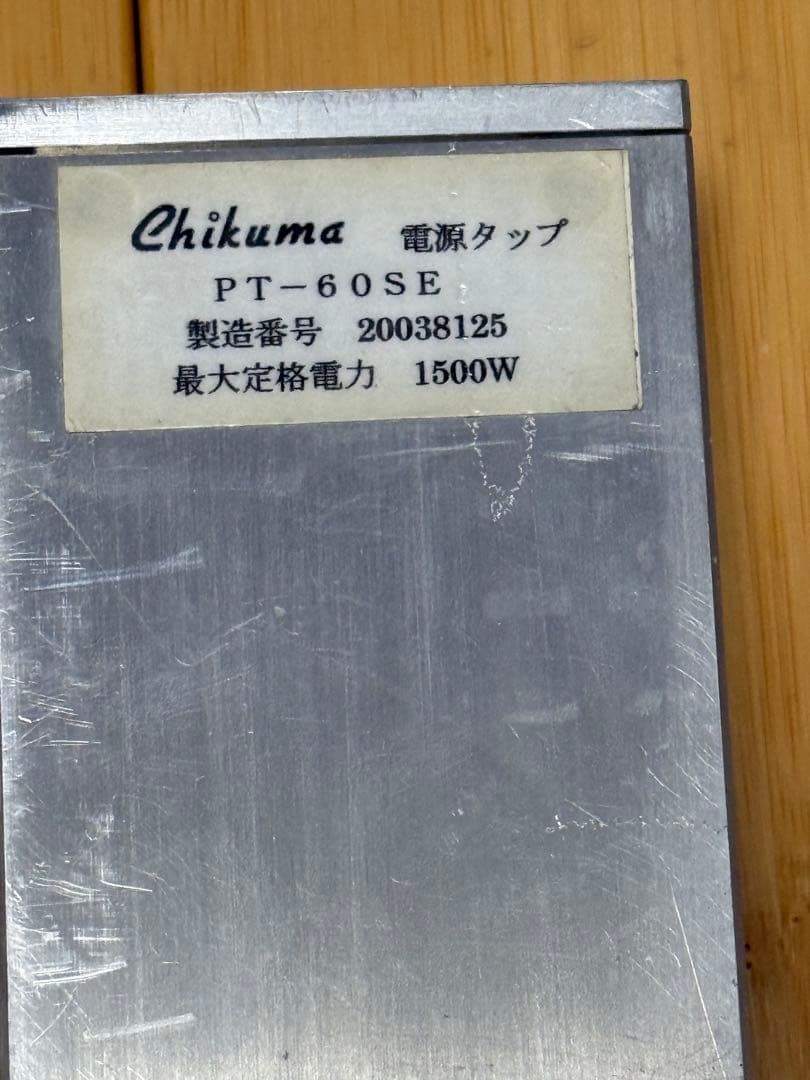 Chikuma 電源タップ
PT-60SE
製造番号 20038125
最大定格電力 1500W